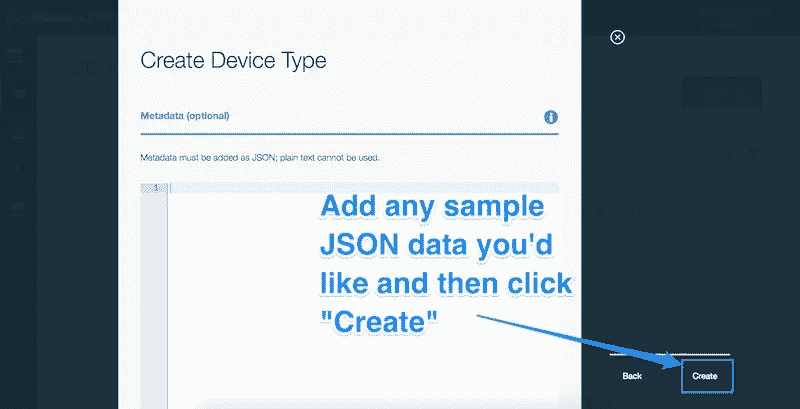 Create Device Type
Metadata (optional)
Metadata must be added as JSON; plain text cannot be used.
1
Add any sample
JSON data you'd
like and then click
"Create"
Back
Create